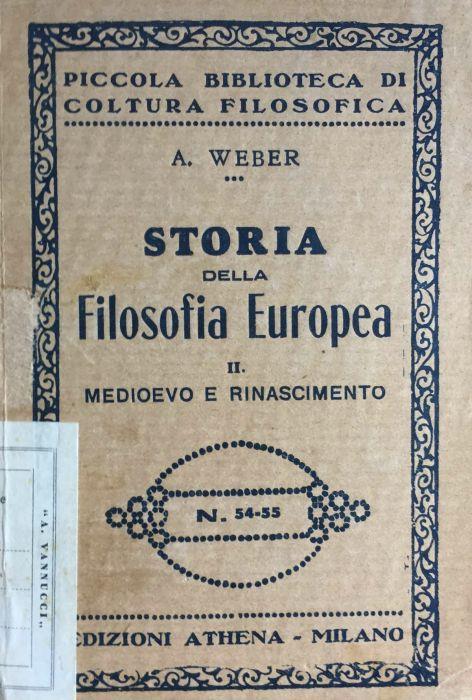 PICCOLA BIBLIOTECA DI
COLTURA FILOSOFICA
A. WEBER
STORIA
DELLA
Filosofia Europea
II.
MEDIOEVO E RINASCIMENTO
N. 54-55
EDIZIONI ATHENA - MILANO
"A. VANNUCCI"